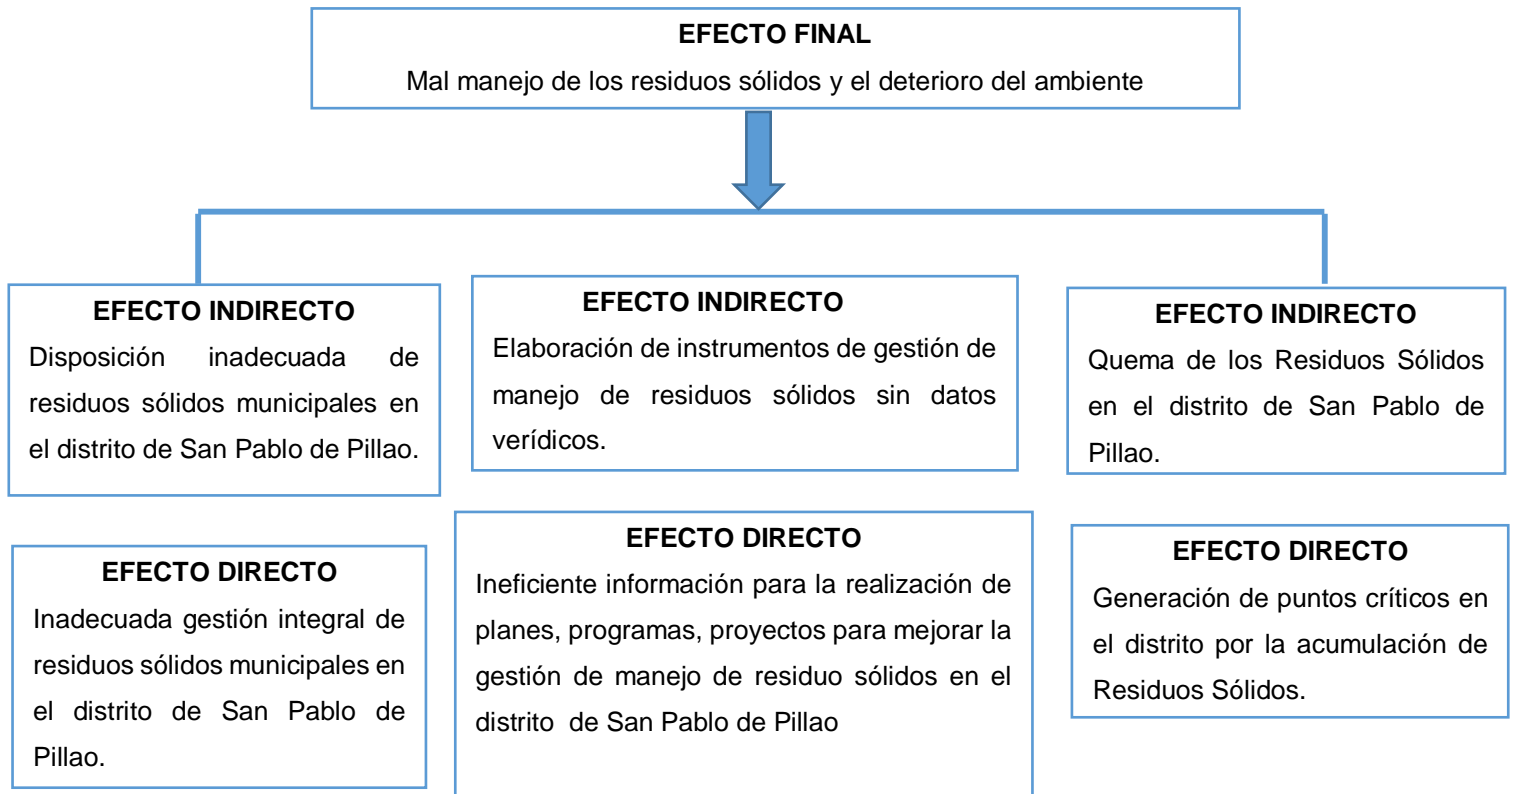 EFECTO FINAL
Mal manejo de los residuos sólidos y el deterioro del ambiente
EFECTO INDIRECTO
Disposición inadecuada de
residuos sólidos municipales en
el distrito de San Pablo de Pillao.
EFECTO INDIRECTO
Elaboración de instrumentos de gestión de
manejo de residuos sólidos sin datos
verídicos.
EFECTO INDIRECTO
Quema de los Residuos Sólidos
en el distrito de San Pablo de
Pillao.
EFECTO DIRECTO
Inadecuada gestión integral de
residuos sólidos municipales en
el distrito de San Pablo de
Pillao.
EFECTO DIRECTO
Ineficiente información para la realización de
planes, programas, proyectos para mejorar la
gestión de manejo de residuo sólidos en el
distrito de San Pablo de Pillao
EFECTO DIRECTO
Generación de puntos críticos en
el distrito por la acumulación de
Residuos Sólidos.